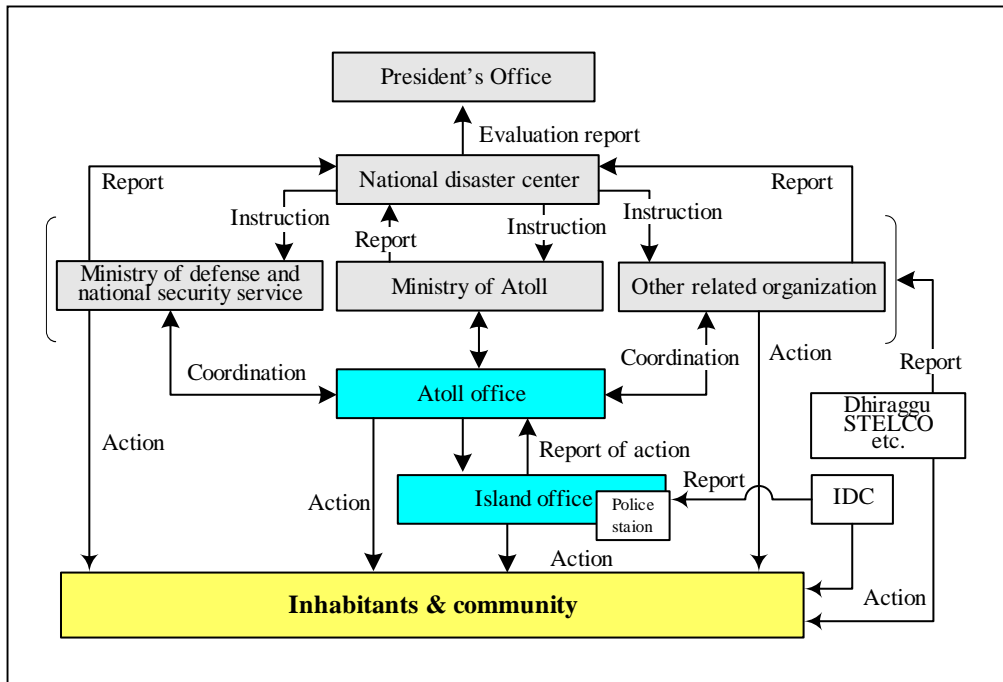 President's Office
Evaluation report
Report
National disaster center
Report
Instruction
Report
Instruction
Instruction
Ministry of defense and
national security service
Ministry of Atoll
Other related organization
Coordination
Coordination
Action
Report
Atoll office
Dhiraggu
STELCO
etc.
Action
Report of action
Action
Island office
Police
staion
Report
IDC
Action
Action
Inhabitants & community